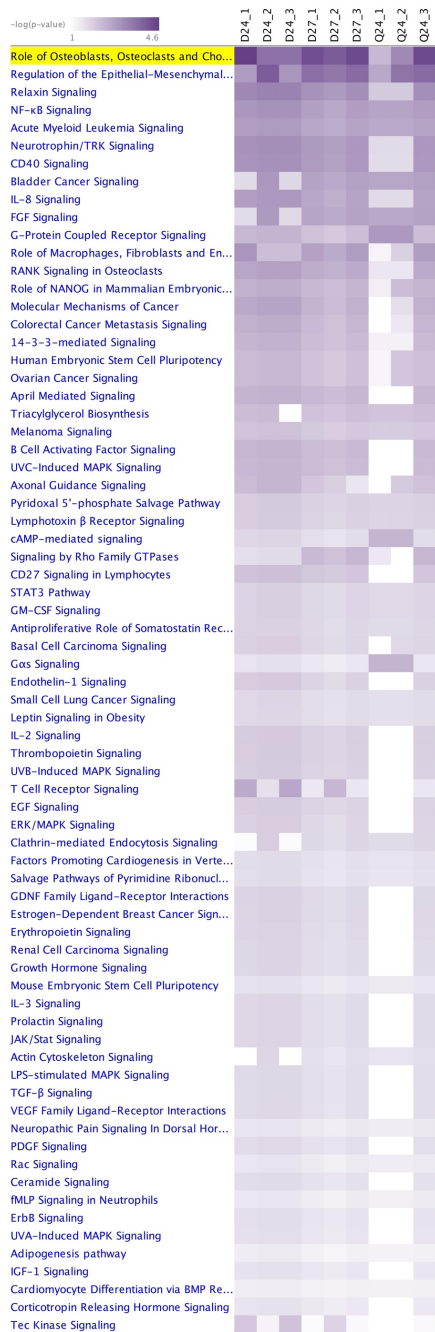 -log(p-value)
1 4.6
D24_1 D24_2 D24_3 D27_1 D27_2 D27_3 Q24_1 Q24_2 Q24_3
Role of Osteoblasts, Osteoclasts and Cho...
Regulation of the Epithelial-Mesenchymal...
Relaxin Signaling
NF-κB Signaling
Acute Myeloid Leukemia Signaling
Neurotrophin/TRK Signaling
CD40 Signaling
Bladder Cancer Signaling
IL-8 Signaling
FGF Signaling
G-Protein Coupled Receptor Signaling
Role of Macrophages, Fibroblasts and En...
RANK Signaling in Osteoclasts
Role of NANOG in Mammalian Embryonic...
Molecular Mechanisms of Cancer
Colorectal Cancer Metastasis Signaling
14-3-3-mediated Signaling
Human Embryonic Stem Cell Pluripotency
Ovarian Cancer Signaling
April Mediated Signaling
Triacylglycerol Biosynthesis
Melanoma Signaling
B Cell Activating Factor Signaling
UVC-Induced MAPK Signaling
Axonal Guidance Signaling
Pyridoxal 5'-phosphate Salvage Pathway
Lymphotoxin β Receptor Signaling
cAMP-mediated signaling
Signaling by Rho Family GTPases
CD27 Signaling in Lymphocytes
STAT3 Pathway
GM-CSF Signaling
Antiproliferative Role of Somatostatin Rec...
Basal Cell Carcinoma Signaling
Gαs Signaling
Endothelin-1 Signaling
Small Cell Lung Cancer Signaling
Leptin Signaling in Obesity
IL-2 Signaling
Thrombopoietin Signaling
UVB-Induced MAPK Signaling
T Cell Receptor Signaling
EGF Signaling
ERK/MAPK Signaling
Clathrin-mediated Endocytosis Signaling
Factors Promoting Cardiogenesis in Verte...
Salvage Pathways of Pyrimidine Ribonucl...
GDNF Family Ligand-Receptor Interactions
Estrogen-Dependent Breast Cancer Sign...
Erythropoietin Signaling
Renal Cell Carcinoma Signaling
Growth Hormone Signaling
Mouse Embryonic Stem Cell Pluripotency
IL-3 Signaling
Prolactin Signaling
JAK/Stat Signaling
Actin Cytoskeleton Signaling
LPS-stimulated MAPK Signaling
TGF-β Signaling
VEGF Family Ligand-Receptor Interactions
Neuropathic Pain Signaling In Dorsal Hor...
PDGF Signaling
Rac Signaling
Ceramide Signaling
fMLP Signaling in Neutrophils
ErbB Signaling
UVA-Induced MAPK Signaling
Adipogenesis pathway
IGF-1 Signaling
Cardiomyocyte Differentiation via BMP Re...
Corticotropin Releasing Hormone Signaling
Tec Kinase Signaling